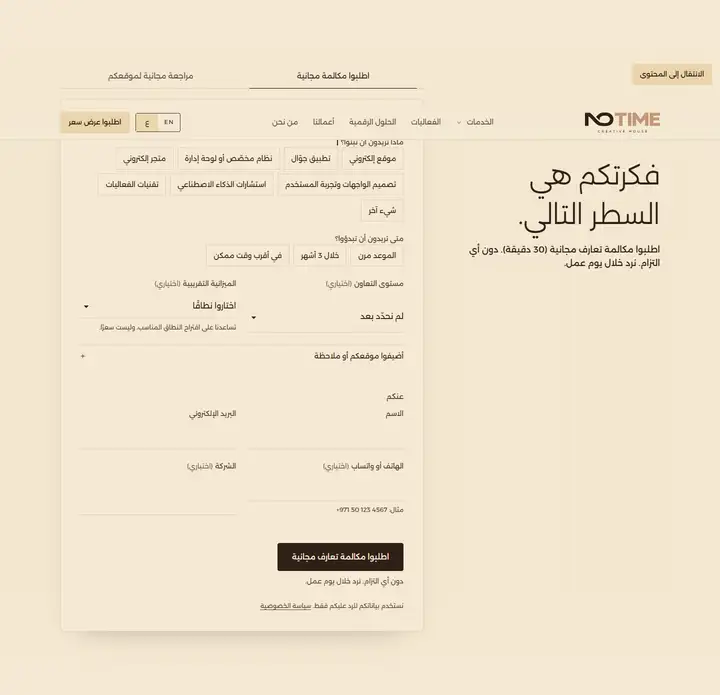 الانتقال إلى المحتوى
اطلبوا مكالمة مجانية
مراجعة مجانية لموقعكم
NOTIME
CREATIVE HOUSE
الخدمات
الفعاليات
الحلول الرقمية
أعمالنا
من نحن
EN
ع
اطلبوا عرض سعر
فكرتكم هي
السطر التالي.
اطلبوا مكالمة تعارف مجانية (30 دقيقة). دون أي
التزام. نرد خلال يوم عمل.
ماذا تريدون أن نبنوا؟
موقع إلكتروني
تطبيق جوّال
نظام مخصّص أو لوحة إدارة
متجر إلكتروني
تصميم الواجهات وتجربة المستخدم
استشارات الذكاء الاصطناعي
تقنيات الفعاليات
شيء آخر
متى تريدون أن تبدؤوا؟
الموعد مرن
خلال 3 أشهر
في أقرب وقت ممكن
مستوى التعاون (اختياري)
الميزانية التقريبية (اختياري)
لم نحدّد بعد
اختاروا نطاقًا
تساعدنا على اقتراح النطاق المناسب، وليست سعرًا.
أضيفوا موقعكم أو ملاحظة
+
عنكم
الاسم
البريد الإلكتروني
الهاتف أو واتساب (اختياري)
الشركة (اختياري)
مثال: 4567 123 50 971+
اطلبوا مكالمة تعارف مجانية
دون أي التزام. نرد خلال يوم عمل.
نستخدم بياناتكم للرد عليكم فقط. سياسة الخصوصية